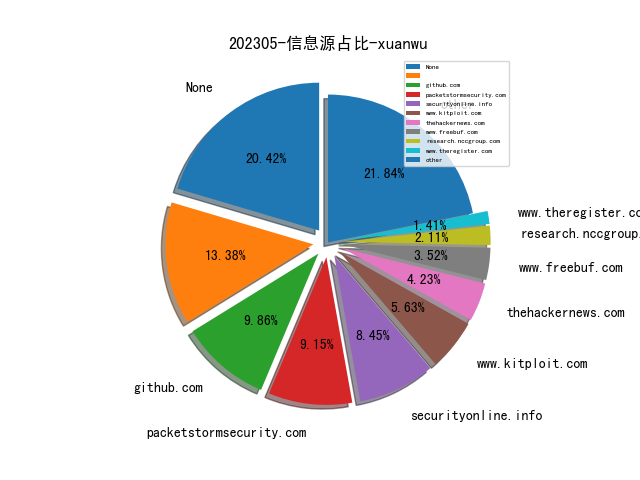 202305-信息源占比-xuanwu
None
None
github.com
packetstormsecurity.com
securityonline.info
www.kitploit.com
thehackernews.com
www.freebuf.com
research.nccgroup.com
www.theregister.com
other
20.42%
21.84%
13.38%
9.86%
9.15%
8.45%
5.63%
4.23%
3.52%
2.11%
1.41%
www.theregister.co
research.nccgroup.
www.freebuf.com
thehackernews.com
www.kitploit.com
securityonline.info
packetstormsecurity.com
github.com